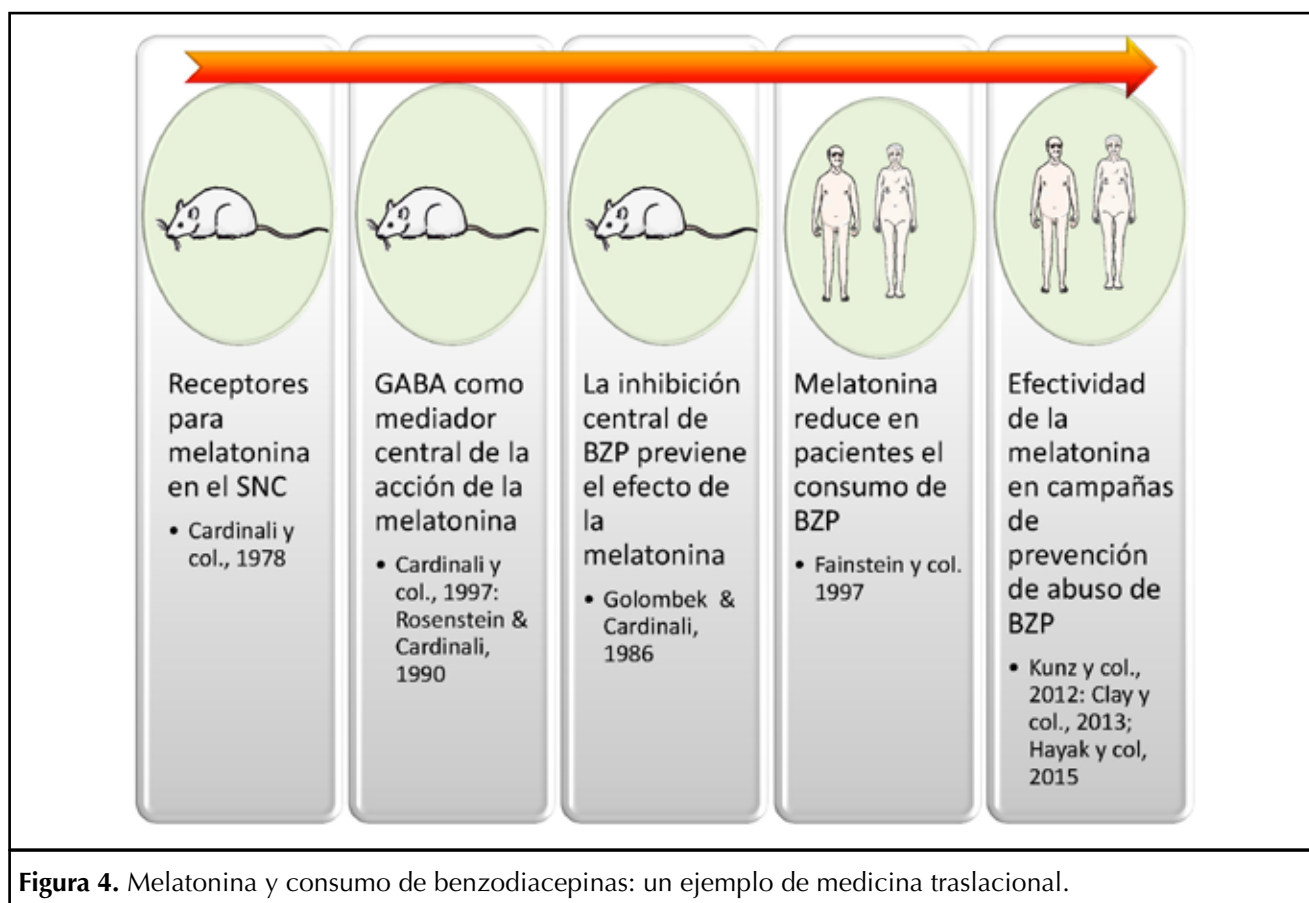 Receptores
para
melatonina
en el SNC
• Cardinali y
col., 1978
GABA como
mediador
central de la
acción de la
melatonina
• Cardinali y
col., 1997:
Rosenstein &
Cardinali,
1990
La inhibición
central de
BZP previene
el efecto de
la
melatonina
• Golombek &
Cardinali,
1986
Melatonina
reduce en
pacientes el
consumo de
BZP
• Fainstein y col.
1997
Efectividad
de la
melatonina
en campañas
de
prevención
de abuso de
BZP
• Kunz y col.,
2012: Clay y
col., 2013;
Hayak y col,
2015
Figura 4. Melatonina y consumo de benzodiacepinas: un ejemplo de medicina traslacional.